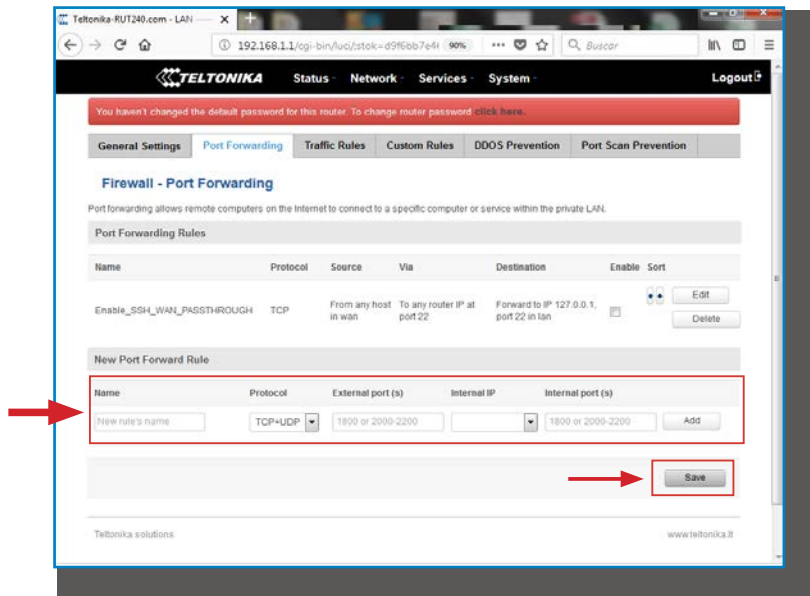 Teltonika-RUT240.com - LAN
192.168.1.1/cgi-bin/luci/;stok=d9f6bb7e4 90% Buscar
TELTONIKA Status Network Services System Logout
You haven't changed the default password for this router. To change router password click here.
General Settings Port Forwarding Traffic Rules Custom Rules DDOS Prevention Port Scan Prevention
Firewall - Port Forwarding
Port forwarding allows remote computers on the Internet to connect to a specific computer or service within the private LAN.
Port Forwarding Rules
Name Protocol Source Via Destination Enable Sort
Enable_SSH_WAN_PASSTHROUGH TCP From any host in wan To any router IP at port 22 Forward to IP 127.0.0.1, port 22 in lan Edit
Delete
New Port Forward Rule
Name Protocol External port (s) Internal IP Internal port (s)
New rule's name TCP+UDP 1800 or 2000-2200 1800 or 2000-2200 Add
Save
Teltonika solutions www.teltonika.lt